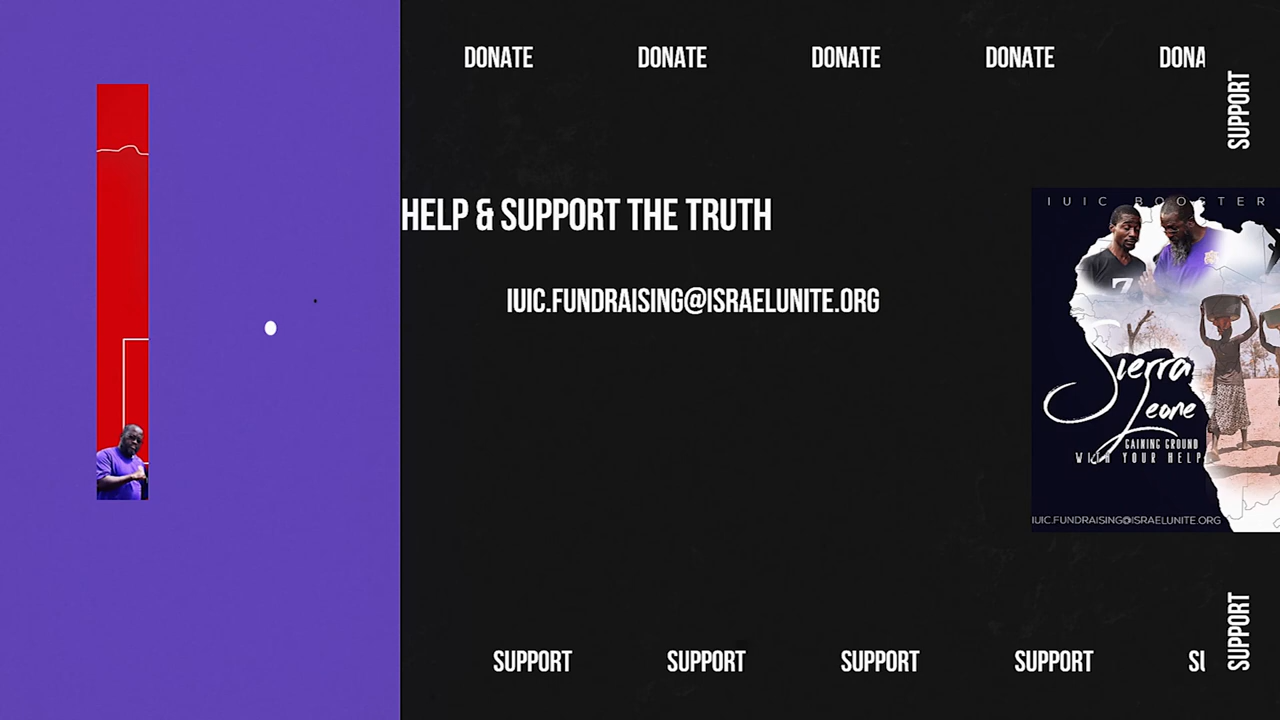 DONATE DONATE DONATE DONATE DONA
SUPPORT
HELP & SUPPORT THE TRUTH
IUIC.FUNDRAISING@ISRAELUNITE.ORG
IUIC BOOSTER
7
Sierra
Leone
GAINING GROUND
WITH YOUR HELP
IUIC.FUNDRAISING@ISRAELUNITE.ORG
SUPPORT
SUPPORT SUPPORT SUPPORT SUPPORT SU